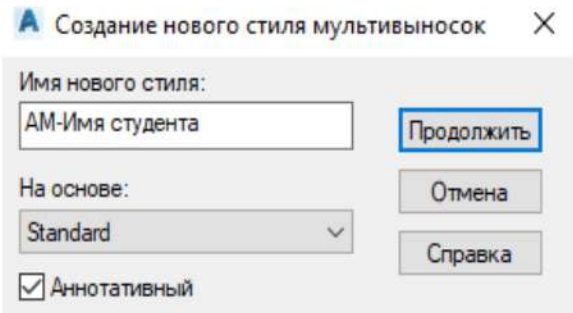 Создание нового стиля мультивыносок
Имя нового стиля:
АМ-Имя студента
Продолжить
На основе:
Отмена
Standard
Справка
Аннотативный